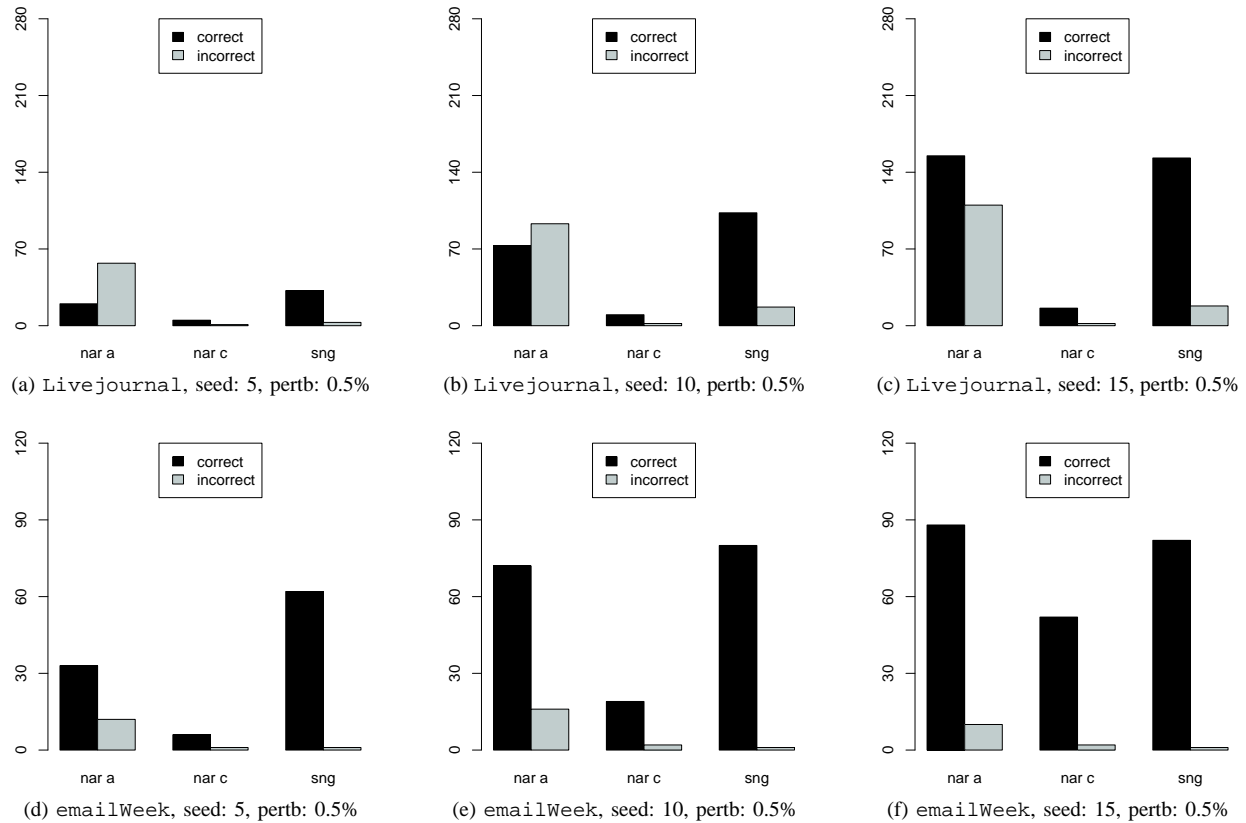 280
210
140
70
0
correct
incorrect
nar a nar c sng
(a) Livejournal, seed: 5, pertb: 0.5%
280
210
140
70
0
correct
incorrect
nar a nar c sng
(b) Livejournal, seed: 10, pertb: 0.5%
280
210
140
70
0
correct
incorrect
nar a nar c sng
(c) Livejournal, seed: 15, pertb: 0.5%
120
90
60
30
0
correct
incorrect
nar a nar c sng
(d) emailWeek, seed: 5, pertb: 0.5%
120
90
60
30
0
correct
incorrect
nar a nar c sng
(e) emailWeek, seed: 10, pertb: 0.5%
120
90
60
30
0
correct
incorrect
nar a nar c sng
(f) emailWeek, seed: 15, pertb: 0.5%